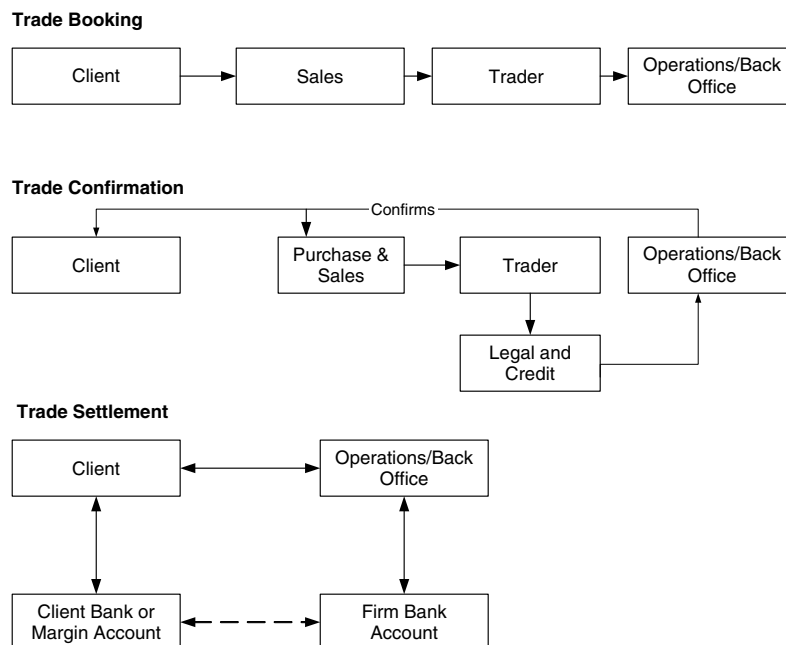 Trade Booking
Client
Sales
Trader
Operations/Back
Office
Trade Confirmation
Confirms
Client
Purchase &
Sales
Trader
Operations/Back
Office
Legal and
Credit
Trade Settlement
Client
Operations/Back
Office
Client Bank or
Margin Account
Firm Bank
Account